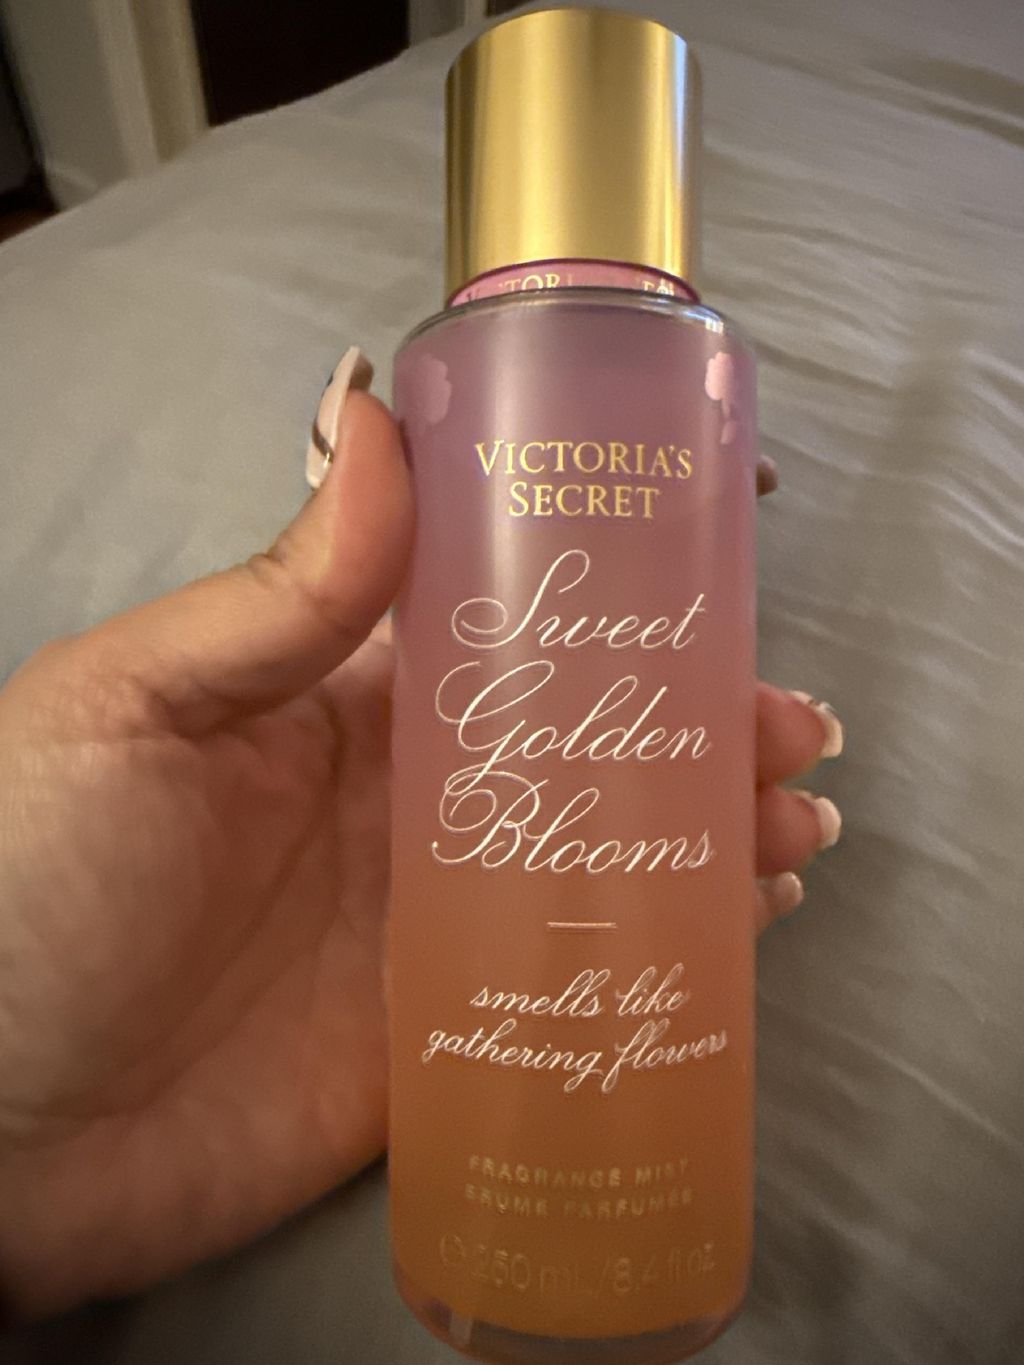 VICTORIA'S
SECRET
Sweet
Golden
Blooms
smells like
gathering flowers
FRAGRANCE MIST
BRUME PARFUMÉE
250 mL/8.4 fl oz